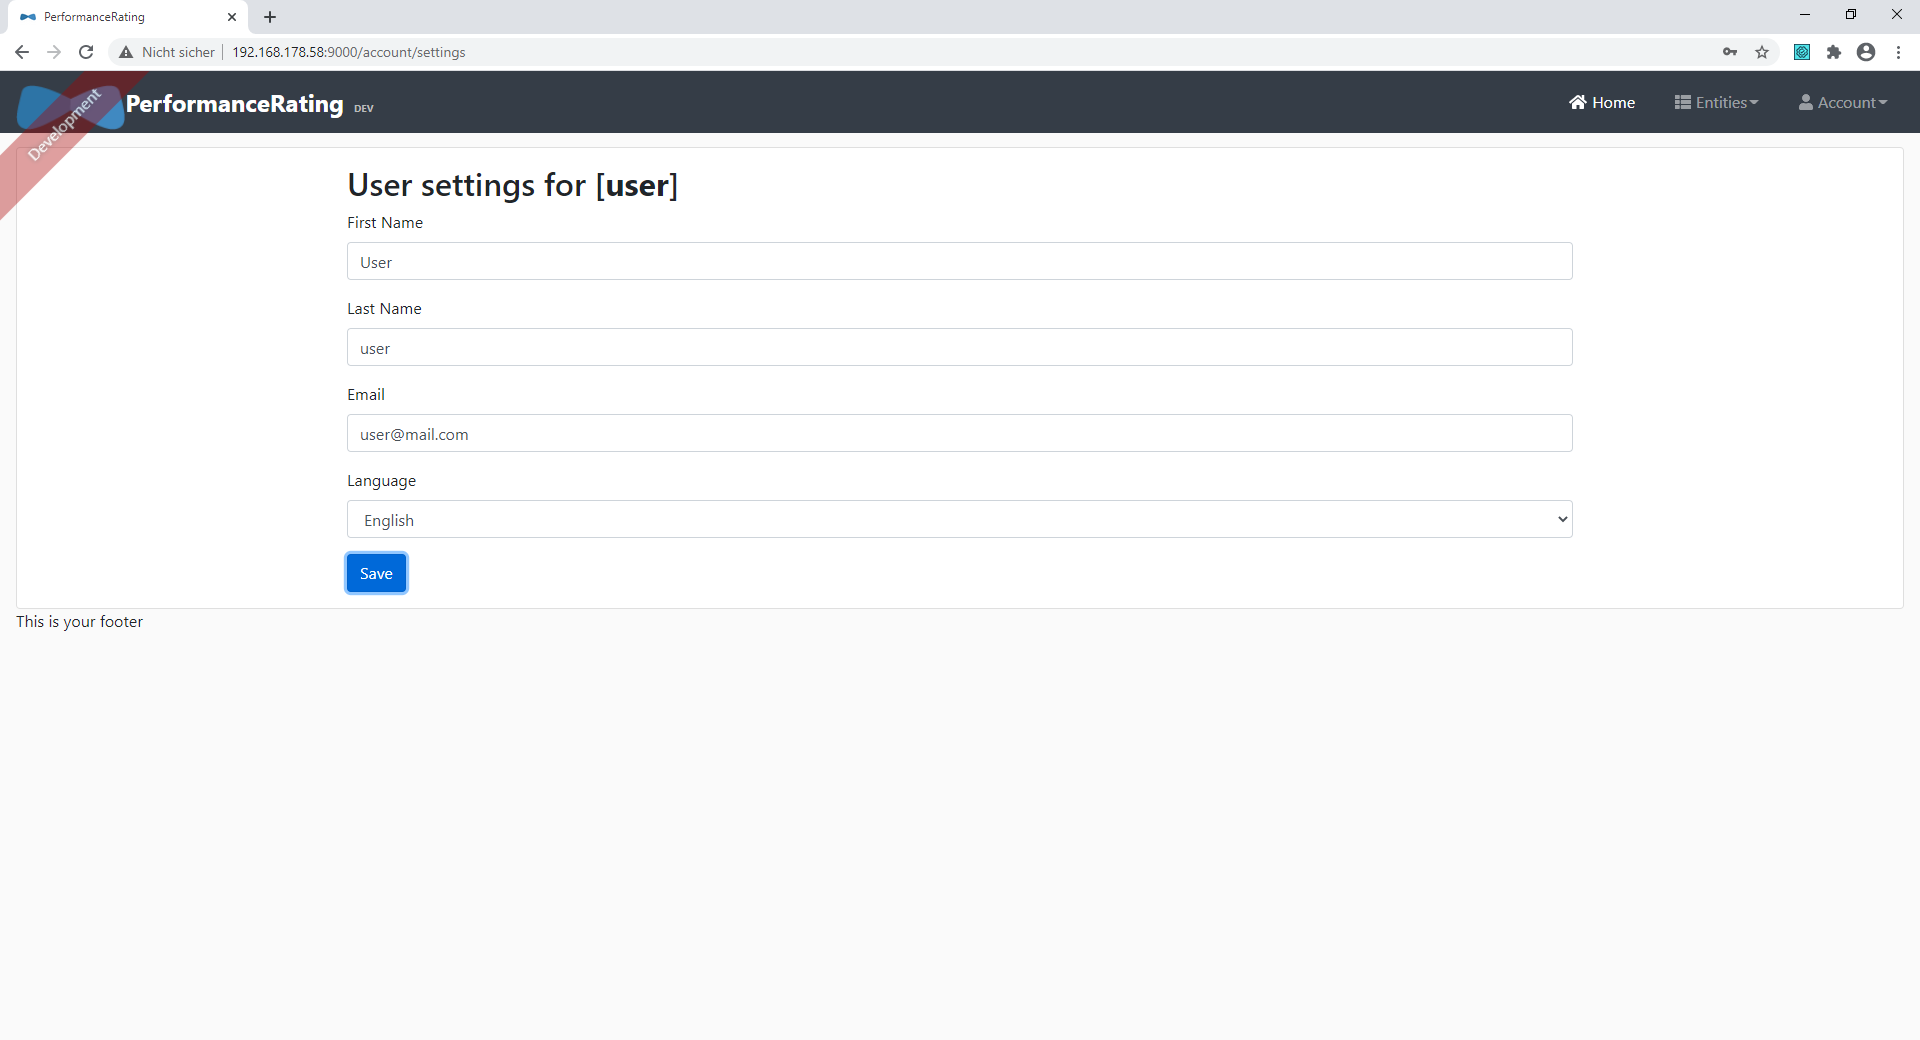 PerformanceRating
Nicht sicher 192.168.178.58:9000/account/settings
Development
PerformanceRating DEV
Home Entities Account
User settings for [user]
First Name
User
Last Name
user
Email
user@mail.com
Language
English
Save
This is your footer